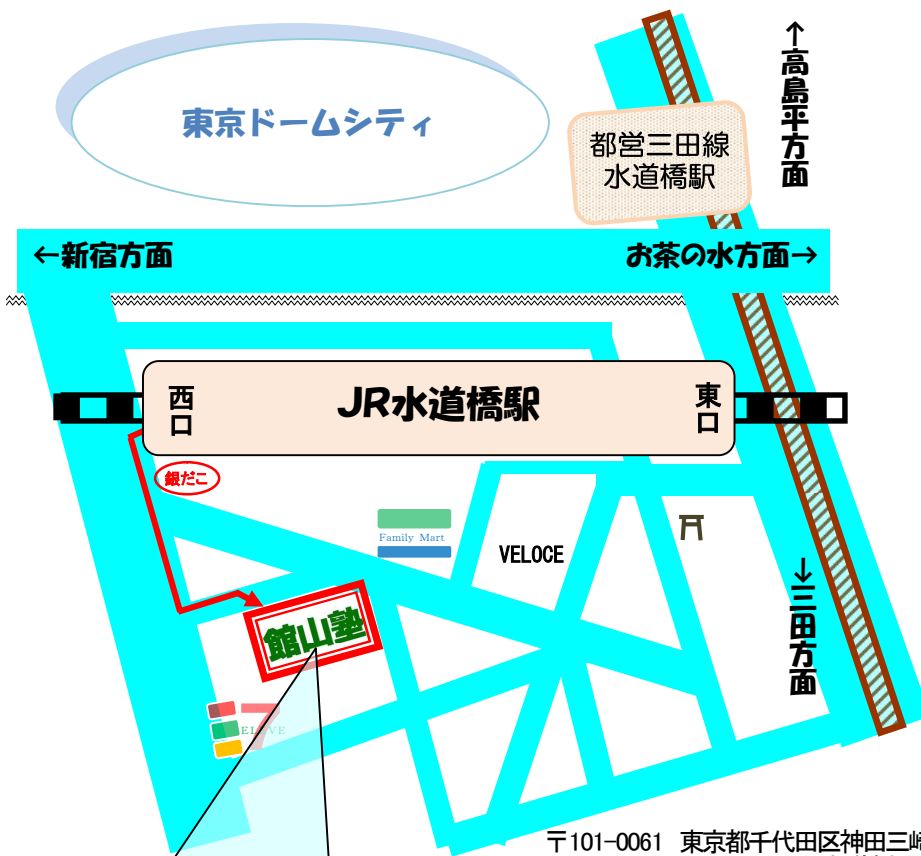 ↑高島平方面
東京ドームシティ
都営三田線
水道橋駅
←新宿方面
お茶の水方面→
西口
JR水道橋駅
東口
銀だこ
Family Mart
VELOCE
←三田方面
館山塾
〒101-0061 東京都千代田区神田三崎